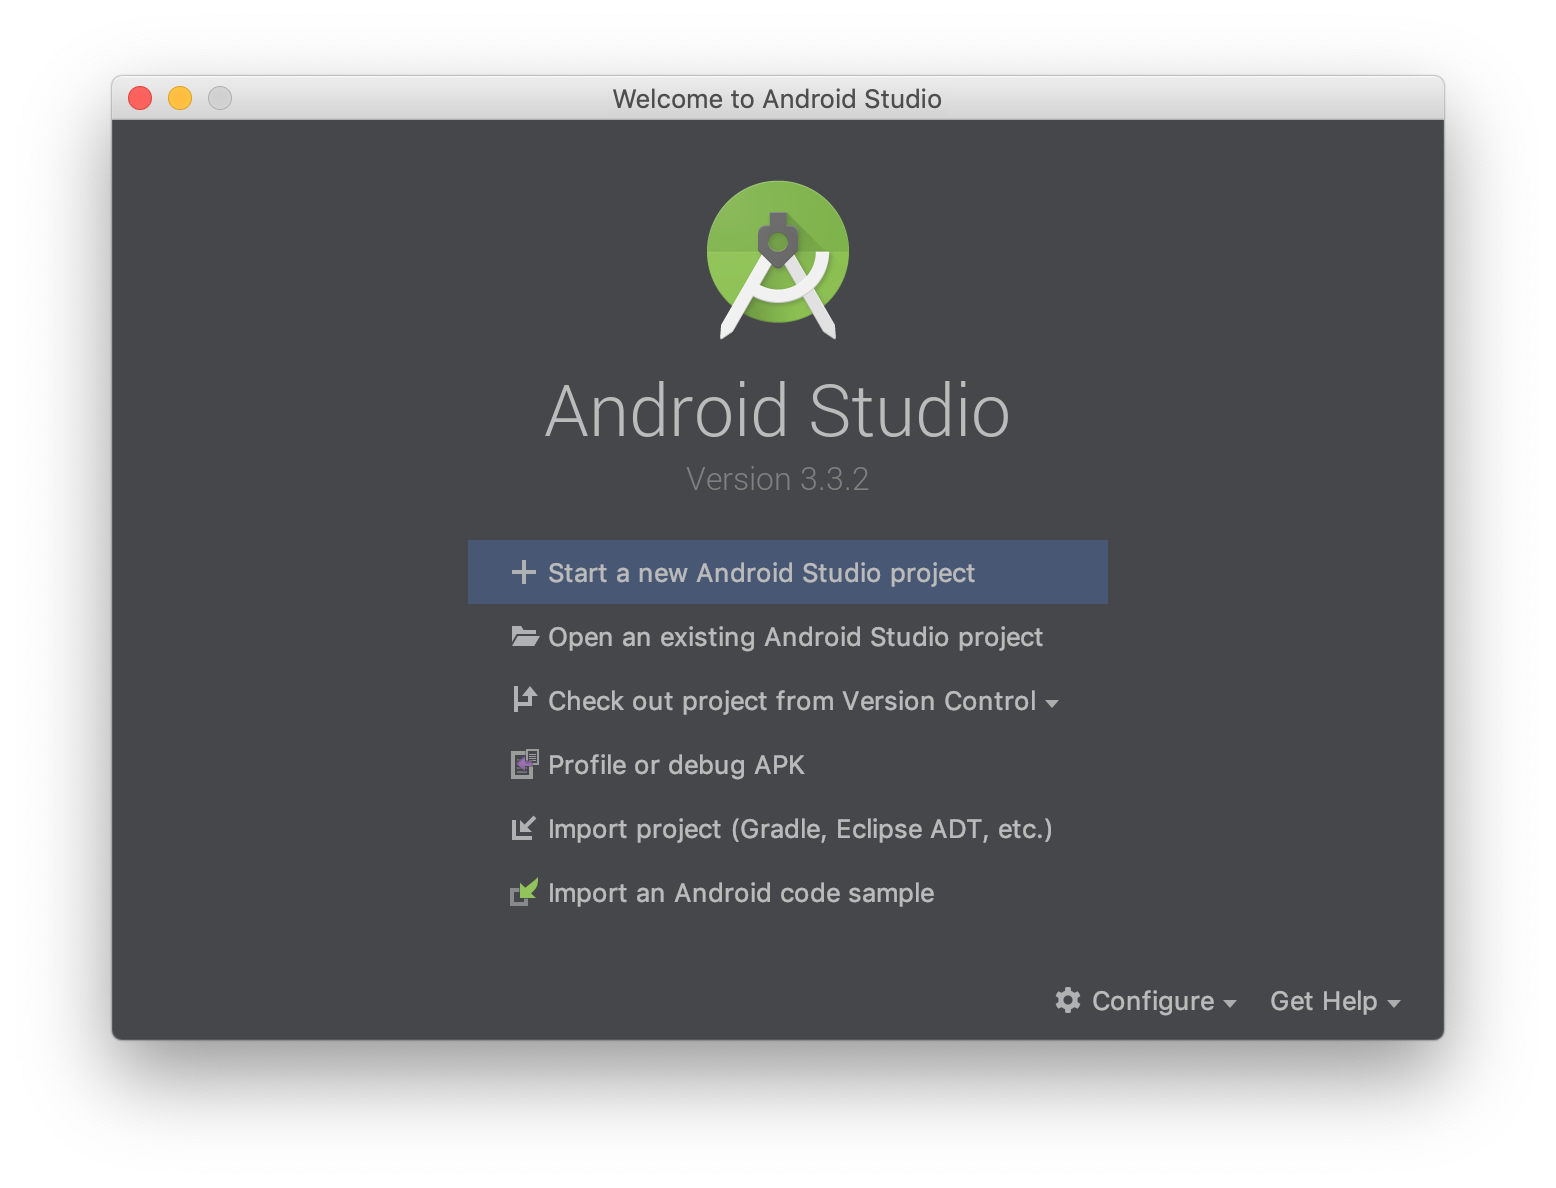 Welcome to Android Studio
Android Studio
Version 3.3.2
Start a new Android Studio project
Open an existing Android Studio project
Check out project from Version Control
Profile or debug APK
Import project (Gradle, Eclipse ADT, etc.)
Import an Android code sample
Configure Get Help